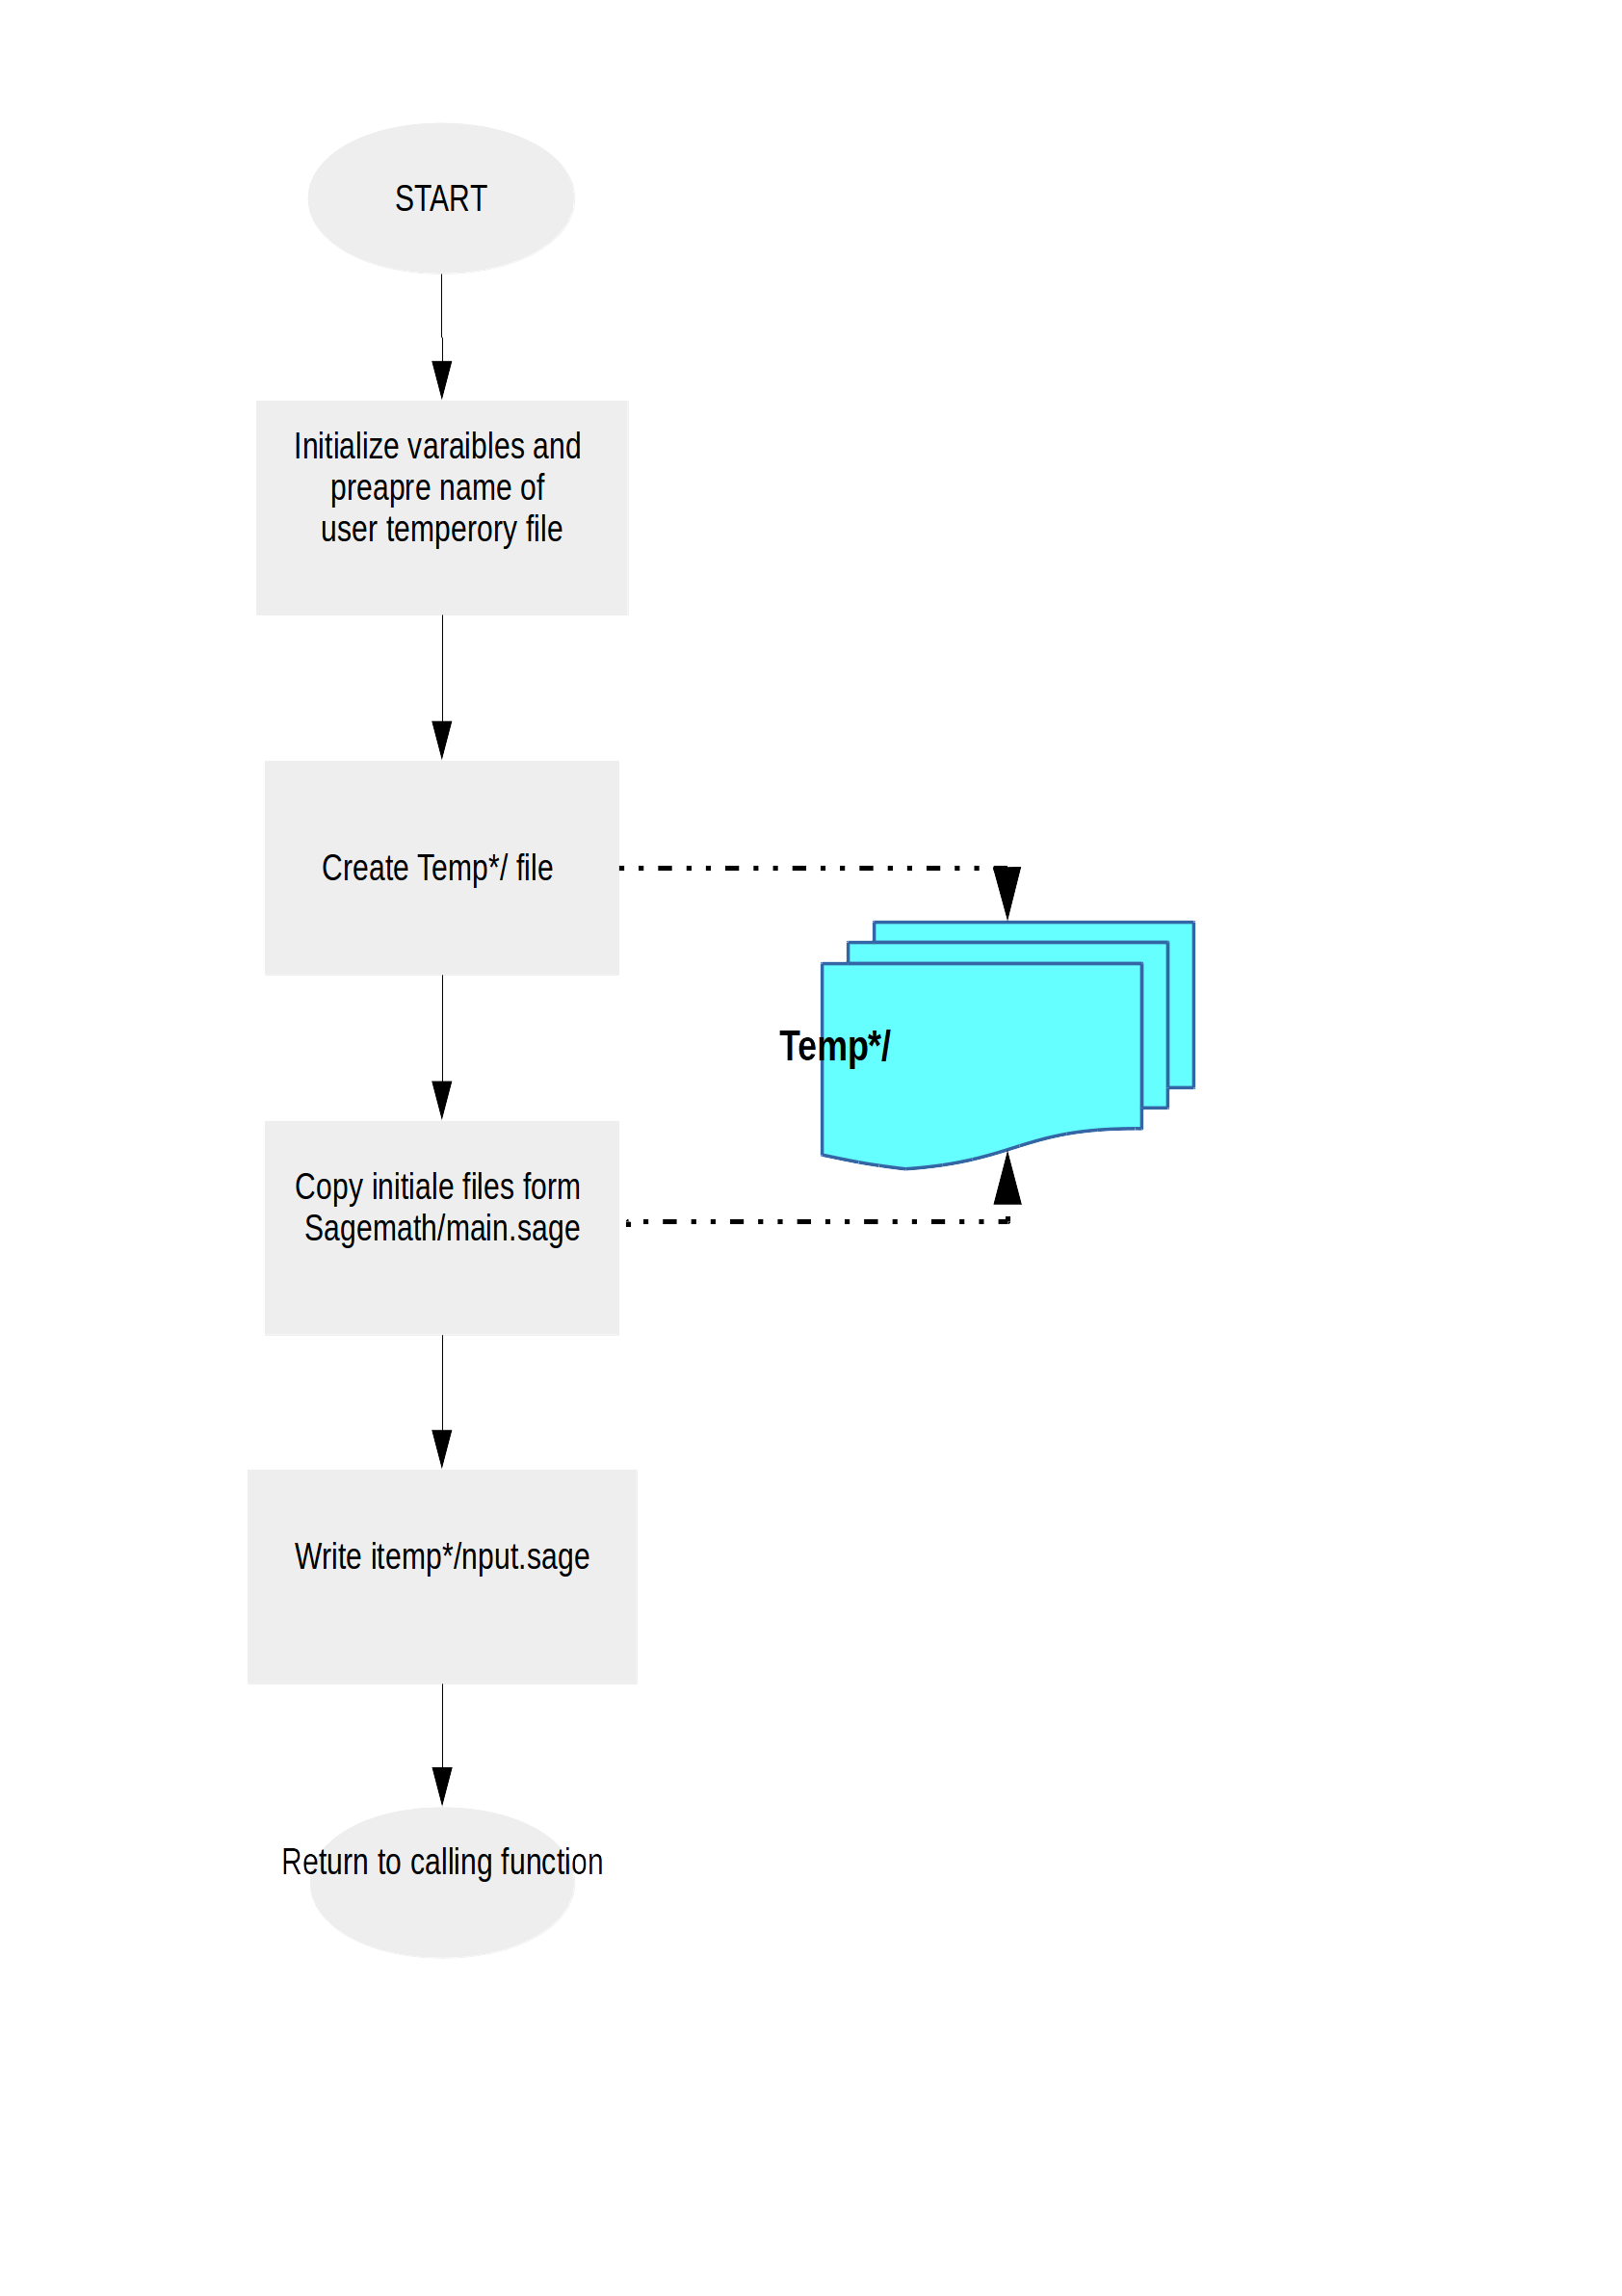 START
Initialize varaibles and
preapre name of
user temperory file
Create Temp*/ file
Temp*/
Copy initiale files form
Sagemath/main.sage
Write itemp*/nput.sage
Return to calling function